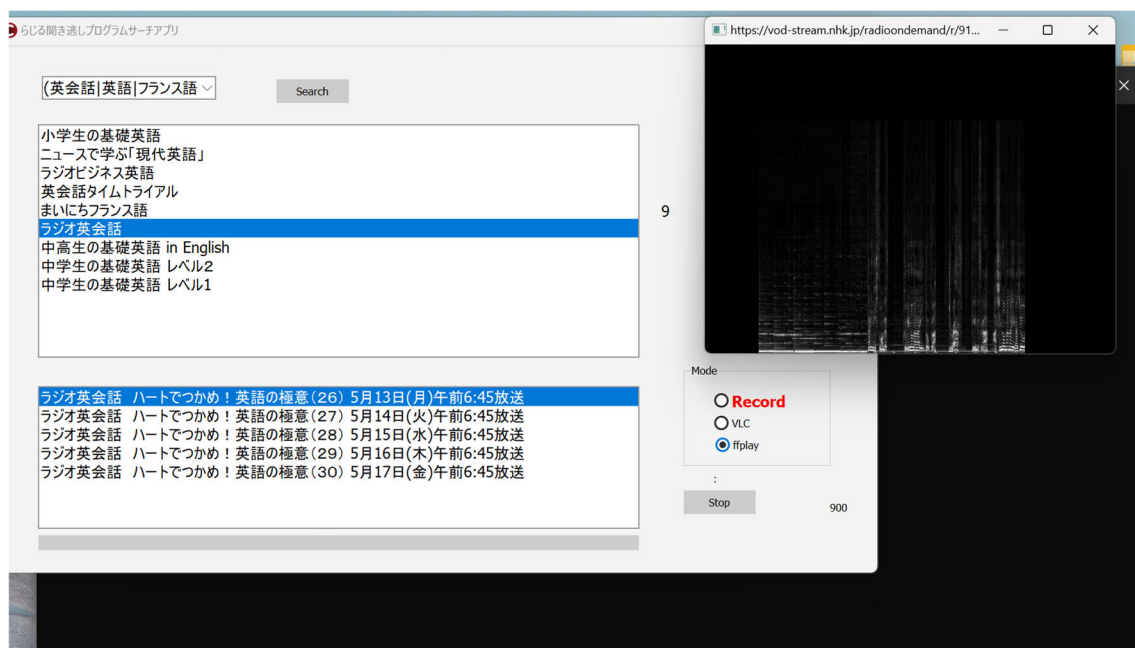 らじる聞き逃しプログラムサーチアプリ
https://vod-stream.nhk.jp/radioondemand/r/91...
(英会話|英語|フランス語
Search
小学生の基礎英語
ニュースで学ぶ「現代英語」
ラジオビジネス英語
英会話タイムトライアル
まいにちフランス語
ラジオ英会話
中高生の基礎英語 in English
中学生の基礎英語 レベル2
中学生の基礎英語 レベル1
9
ラジオ英会話 ハートでつかめ！英語の極意(26) 5月13日(月)午前6:45放送
ラジオ英会話 ハートでつかめ！英語の極意(27) 5月14日(火)午前6:45放送
ラジオ英会話 ハートでつかめ！英語の極意(28) 5月15日(水)午前6:45放送
ラジオ英会話 ハートでつかめ！英語の極意(29) 5月16日(木)午前6:45放送
ラジオ英会話 ハートでつかめ！英語の極意(30) 5月17日(金)午前6:45放送
Mode
Record
VLC
ffplay
:
Stop
900